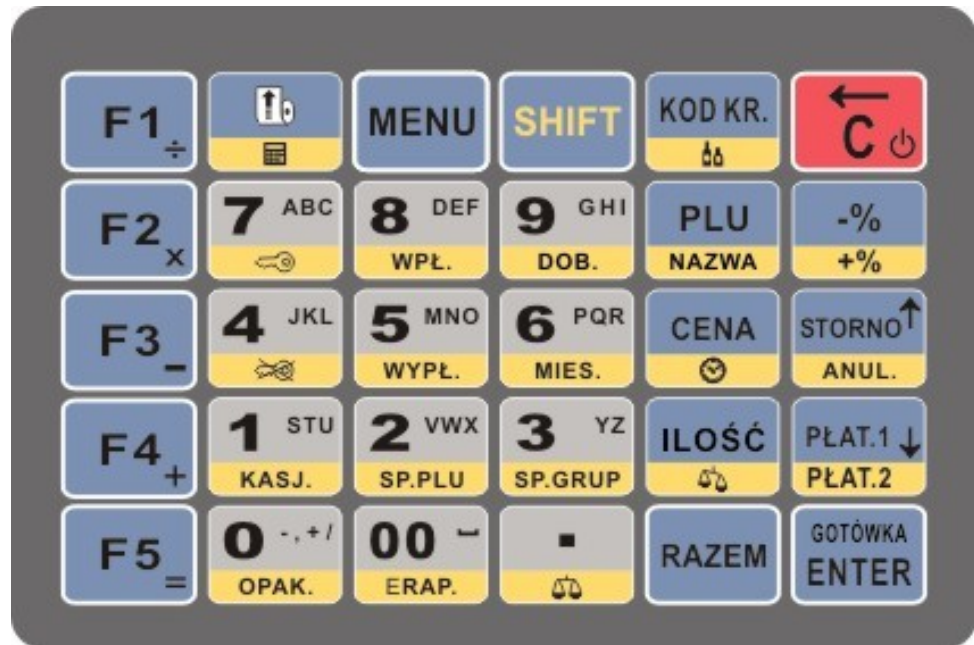 F1 ÷ MENU SHIFT KOD KR. ← C
F2 × 7 ABC 8 DEF 9 GHI PLU -%
WPŁ. DOB. NAZWA +%
F3 - 4 JKL 5 MNO 6 PQR CENA STORNO ↑
WYPŁ. MIES. ANUL.
F4 + 1 STU 2 VWX 3 YZ ILOŚĆ PŁAT.1 ↓
KASJ. SP.PLU SP.GRUP PŁAT.2
F5 = 0 - , + / 00 . RAZEM GOTÓWKA
OPAK. ERAP. ENTER